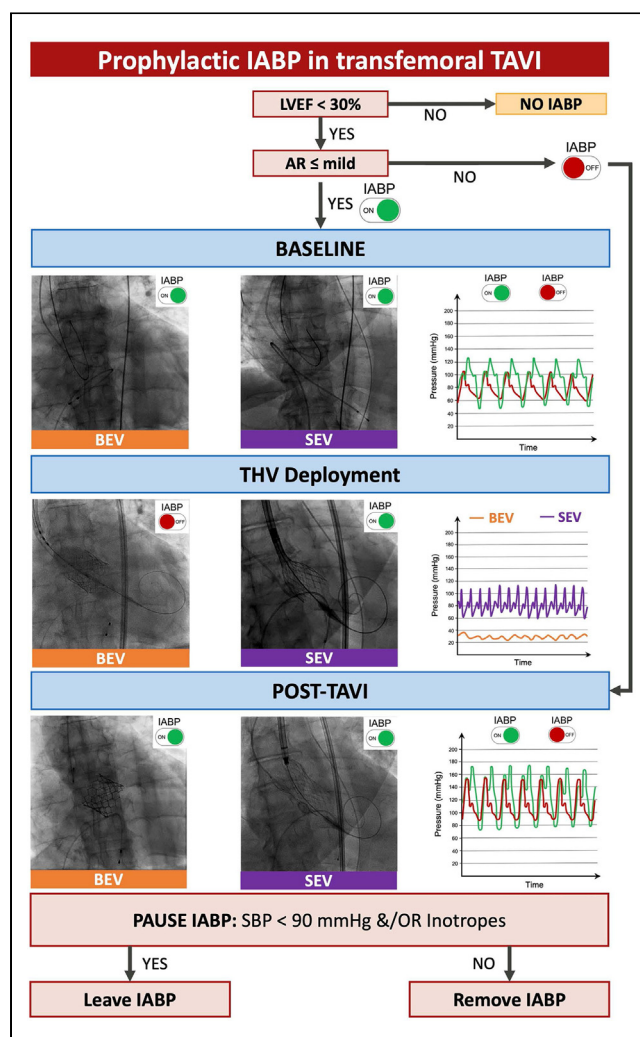 Prophylactic IABP in transfemoral TAVI
LVEF < 30%
NO
NO IABP
YES
AR ≤ mild
NO
IABP
OFF
YES
IABP
ON
BASELINE
IABP
ON
BEV
IABP
ON
SEV
IABP
ON
IABP
OFF
Pressure (mmHg)
200
180
160
140
120
100
80
60
40
20
Time
THV Deployment
IABP
OFF
BEV
IABP
ON
SEV
BEV
SEV
Pressure (mmHg)
200
180
160
140
120
100
80
60
40
20
Time
POST-TAVI
IABP
ON
BEV
IABP
ON
SEV
IABP
ON
IABP
OFF
Pressure (mmHg)
200
180
160
140
120
100
80
60
40
20
Time
PAUSE IABP: SBP < 90 mmHg &/OR Inotropes
YES
NO
Leave IABP
Remove IABP